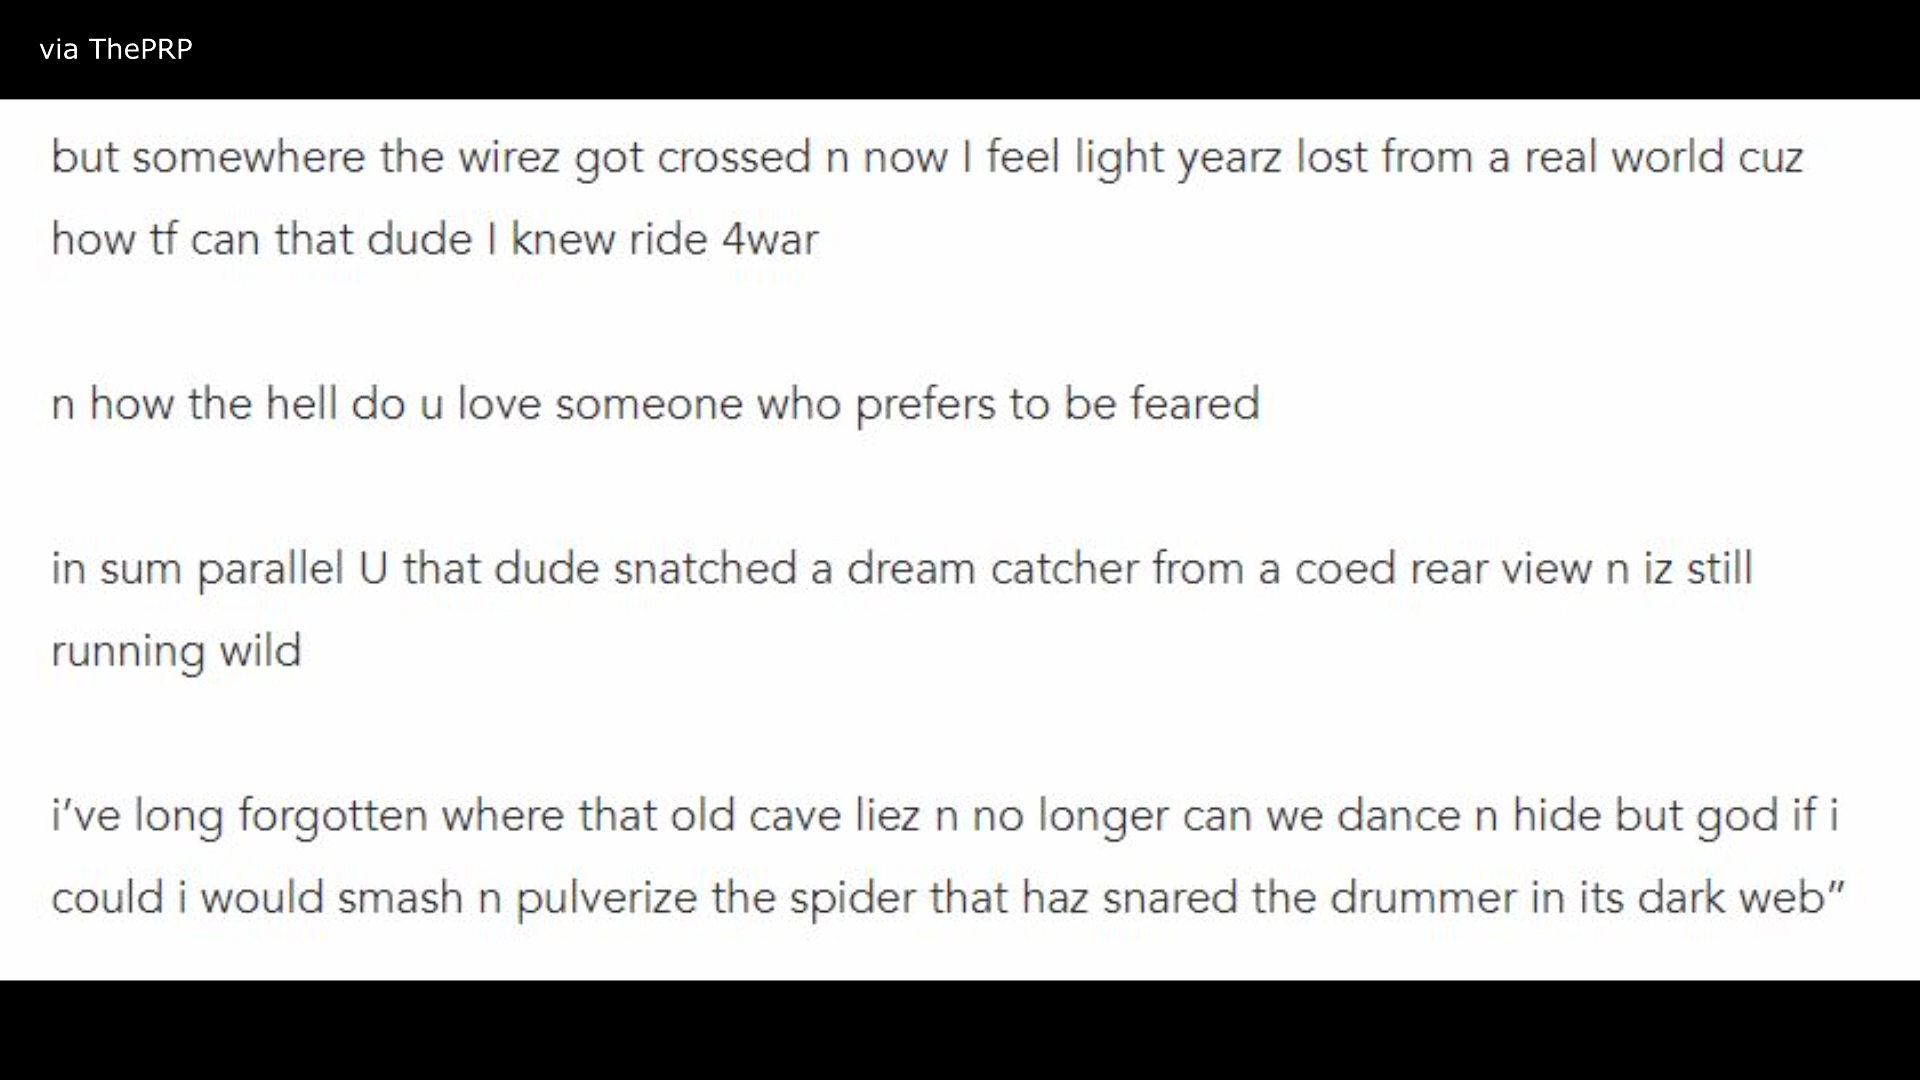 via ThePRP
but somewhere the wirez got crossed n now I feel light yearz lost from a real world cuz
how tf can that dude I knew ride 4war
n how the hell do u love someone who prefers to be feared
in sum parallel U that dude snatched a dream catcher from a coed rear view n iz still
running wild
i’ve long forgotten where that old cave liez n no longer can we dance n hide but god if i
could i would smash n pulverize the spider that haz snared the drummer in its dark web”